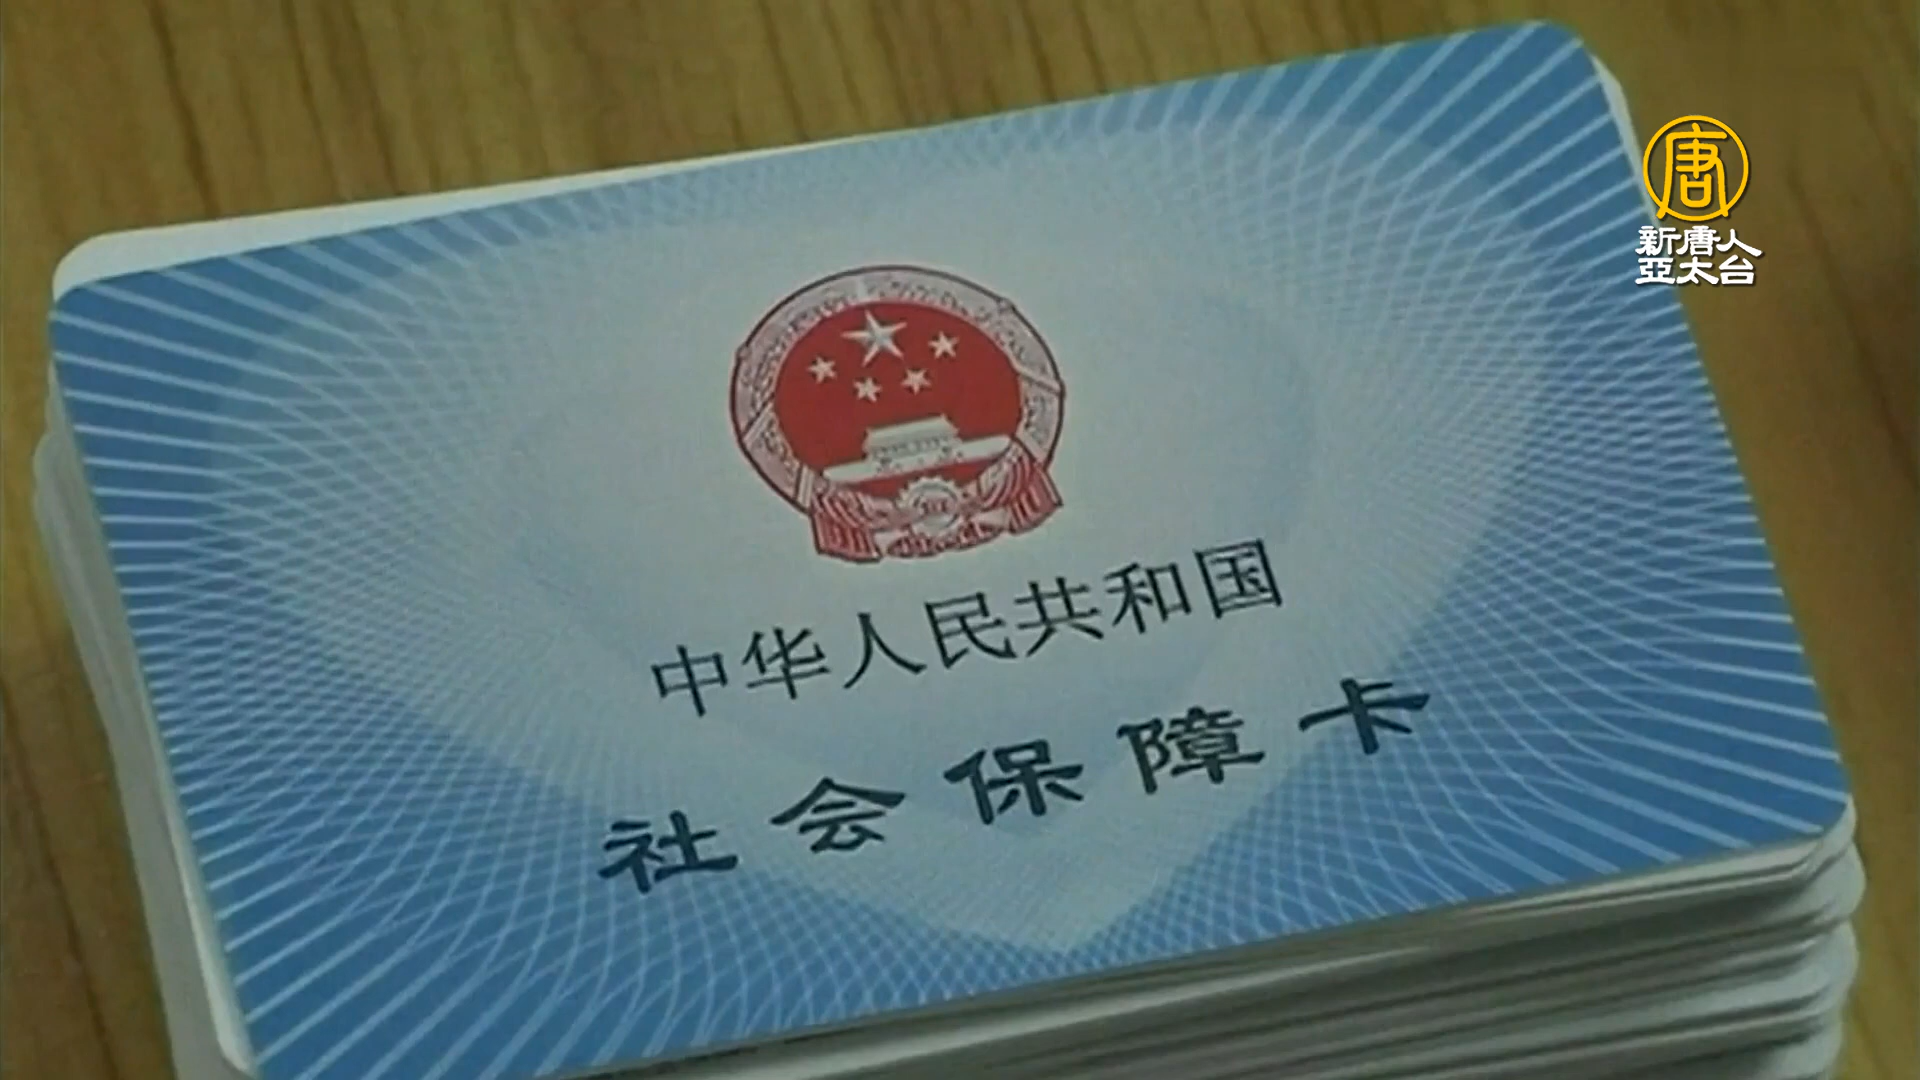 唐
新唐人
亞太台
中华人民共和国
社会保障卡